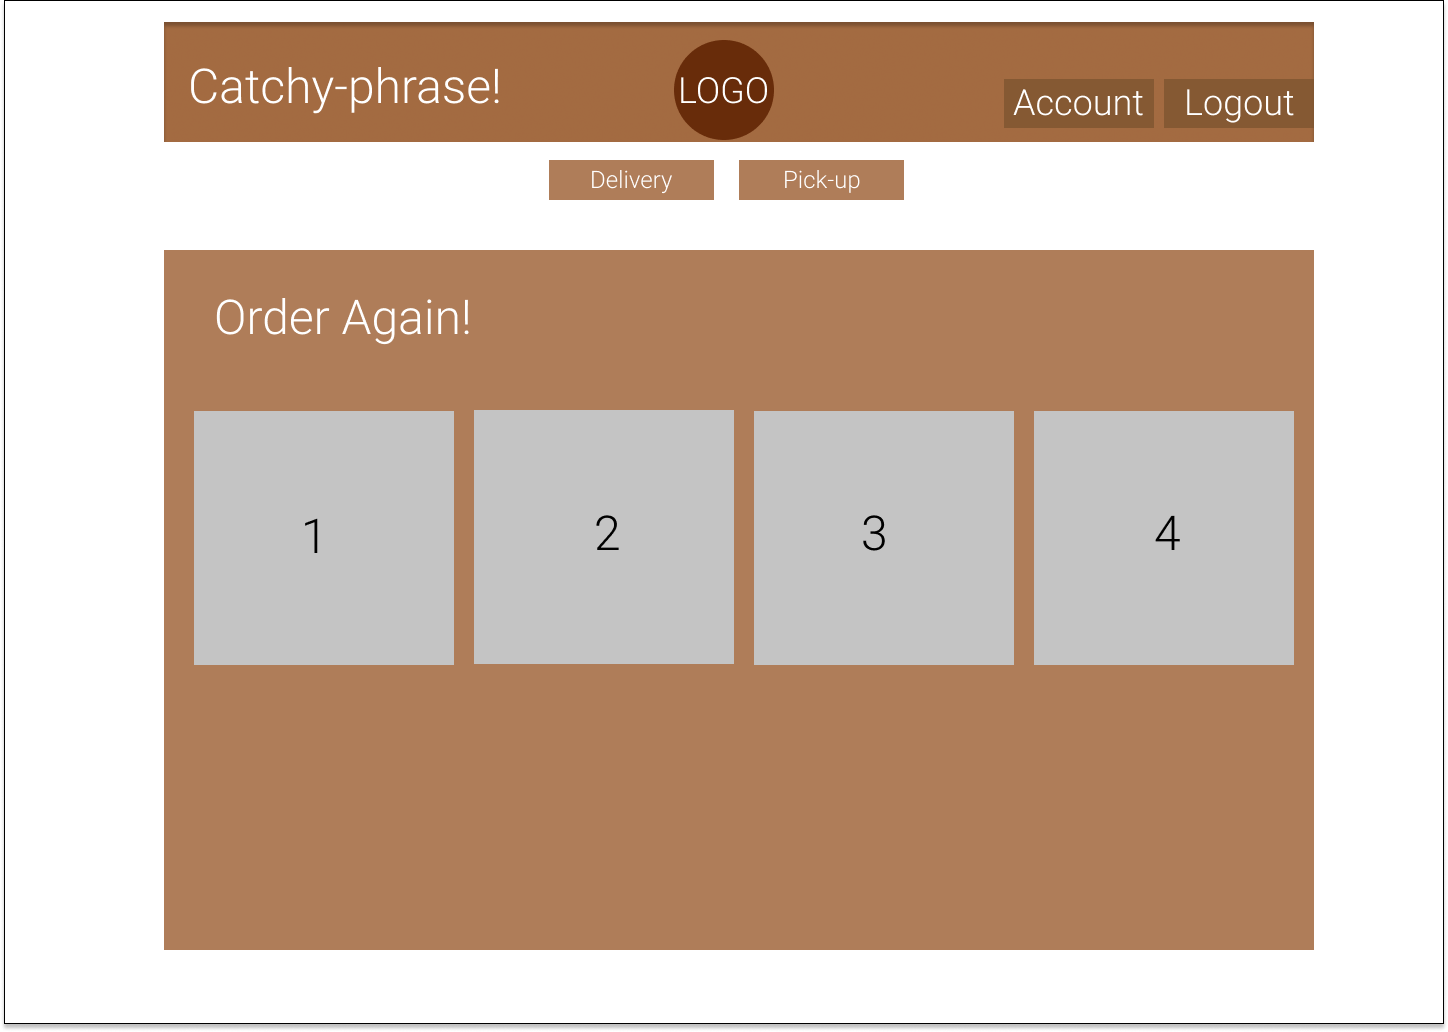 Catchy-phrase!
LOGO
Account
Logout
Delivery
Pick-up
Order Again!
1
2
3
4